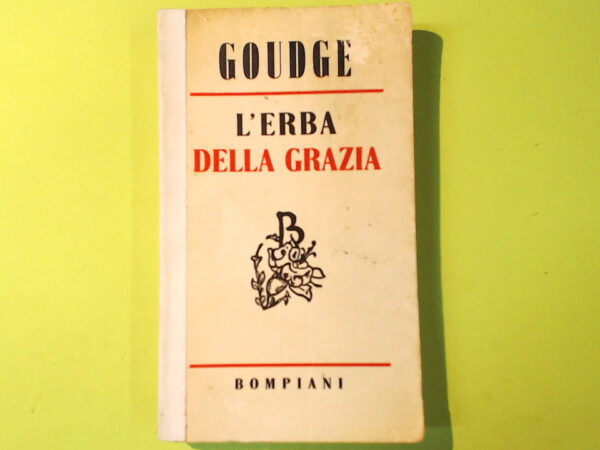 GOUDGE
L'ERBA
DELLA GRAZIA
B
BOMPIANI